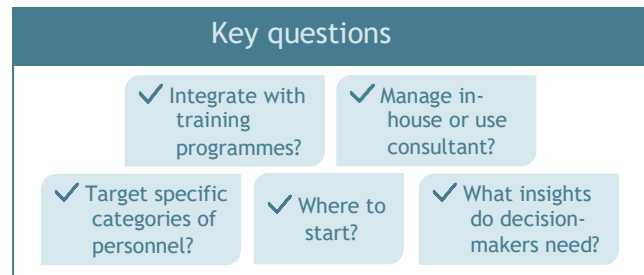 Key questions
✓ Integrate with
training
programmes?
✓ Manage in-
house or use
consultant?
✓ Target specific
categories of
personnel?
✓ Where to
start?
✓ What insights
do decision-
makers need?